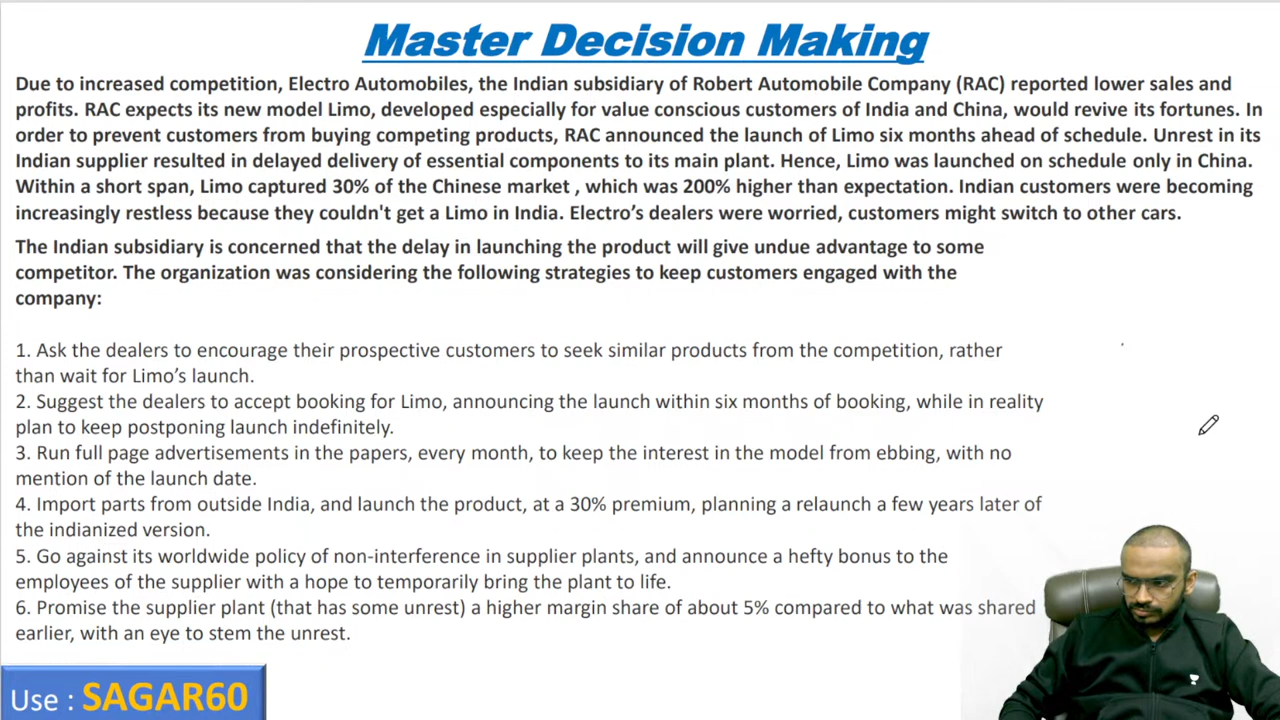 Master Decision Making
Due to increased competition, Electro Automobiles, the Indian subsidiary of Robert Automobile Company (RAC) reported lower sales and
profits. RAC expects its new model Limo, developed especially for value conscious customers of India and China, would revive its fortunes. In
order to prevent customers from buying competing products, RAC announced the launch of Limo six months ahead of schedule. Unrest in its
Indian supplier resulted in delayed delivery of essential components to its main plant. Hence, Limo was launched on schedule only in China.
Within a short span, Limo captured 30% of the Chinese market , which was 200% higher than expectation. Indian customers were becoming
increasingly restless because they couldn't get a Limo in India. Electro’s dealers were worried, customers might switch to other cars.
The Indian subsidiary is concerned that the delay in launching the product will give undue advantage to some
competitor. The organization was considering the following strategies to keep customers engaged with the
company:
1. Ask the dealers to encourage their prospective customers to seek similar products from the competition, rather
than wait for Limo’s launch.
2. Suggest the dealers to accept booking for Limo, announcing the launch within six months of booking, while in reality
plan to keep postponing launch indefinitely.
3. Run full page advertisements in the papers, every month, to keep the interest in the model from ebbing, with no
mention of the launch date.
4. Import parts from outside India, and launch the product, at a 30% premium, planning a relaunch a few years later of
the indianized version.
5. Go against its worldwide policy of non-interference in supplier plants, and announce a hefty bonus to the
employees of the supplier with a hope to temporarily bring the plant to life.
6. Promise the supplier plant (that has some unrest) a higher margin share of about 5% compared to what was shared
earlier, with an eye to stem the unrest.
Use : SAGAR60